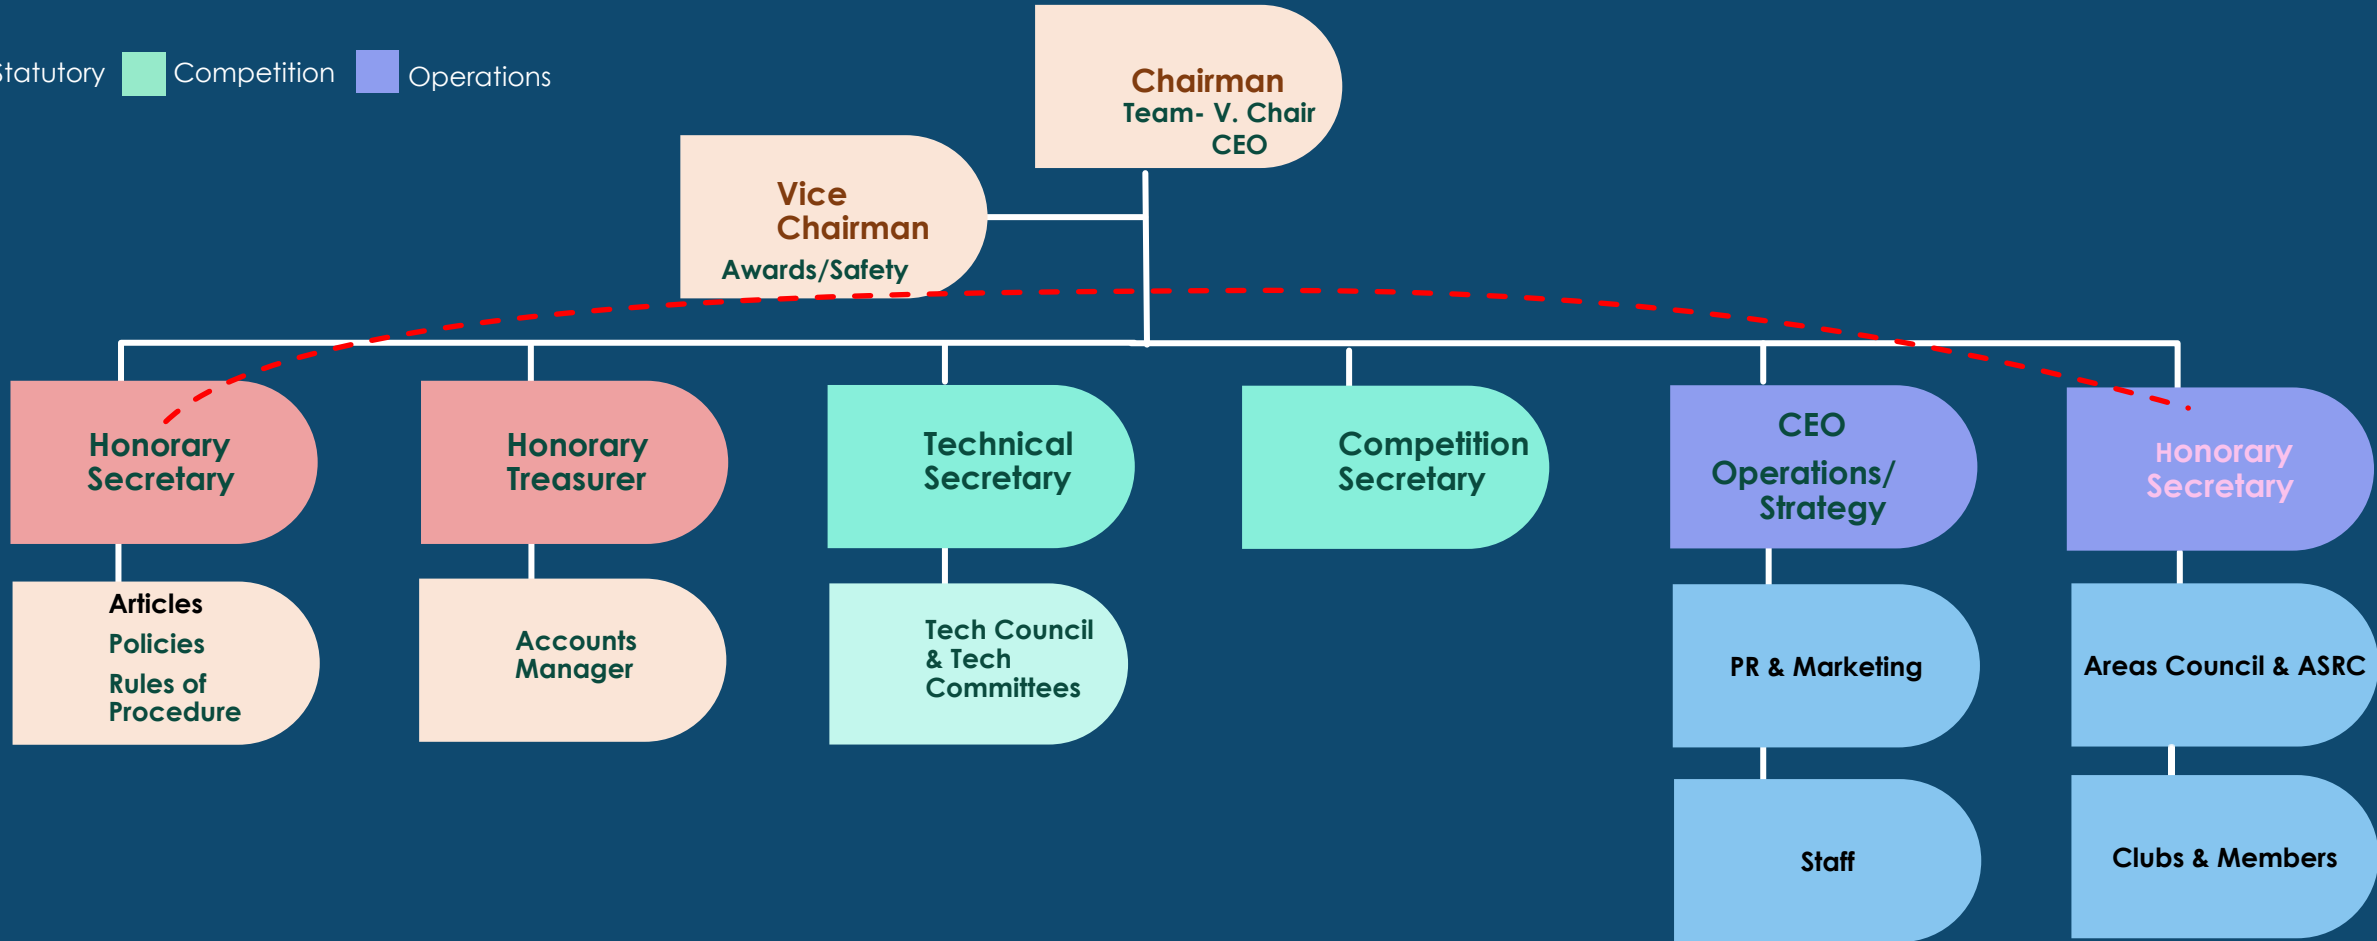 Statutory
Competition
Operations
Chairman
Team- V. Chair
CEO
Vice
Chairman
Awards/Safety
Honorary
Secretary
Honorary
Treasurer
Technical
Secretary
Competition
Secretary
CEO
Operations/
Strategy
Honorary
Secretary
Articles
Policies
Rules of
Procedure
Accounts
Manager
Tech Council
& Tech
Committees
PR & Marketing
Areas Council & ASRC
Staff
Clubs & Members